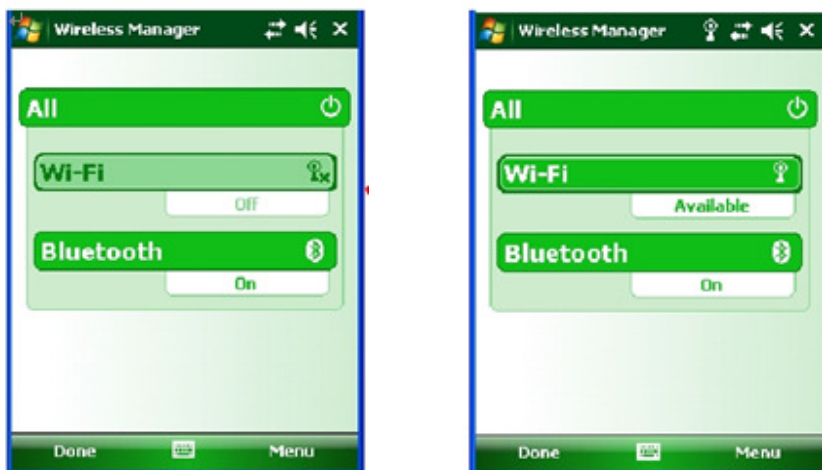 Wireless Manager
All
Wi-Fi
Off
Bluetooth
On
Done Menu
Wireless Manager
All
Wi-Fi
Available
Bluetooth
On
Done Menu